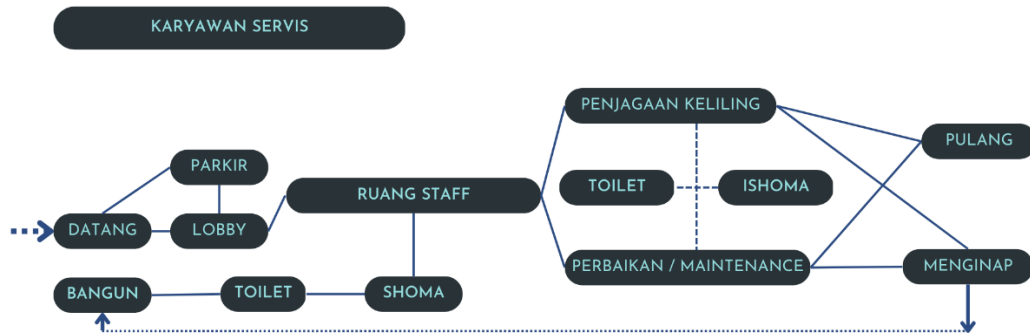 KARYAWAN SERVIS
PENJAGAAN KELILING
PULANG
PARKIR
RUANG STAFF
TOILET
ISHOMA
DATANG
LOBBY
PERBAIKAN / MAINTENANCE
MENGINAP
BANGUN
TOILET
SHOMA